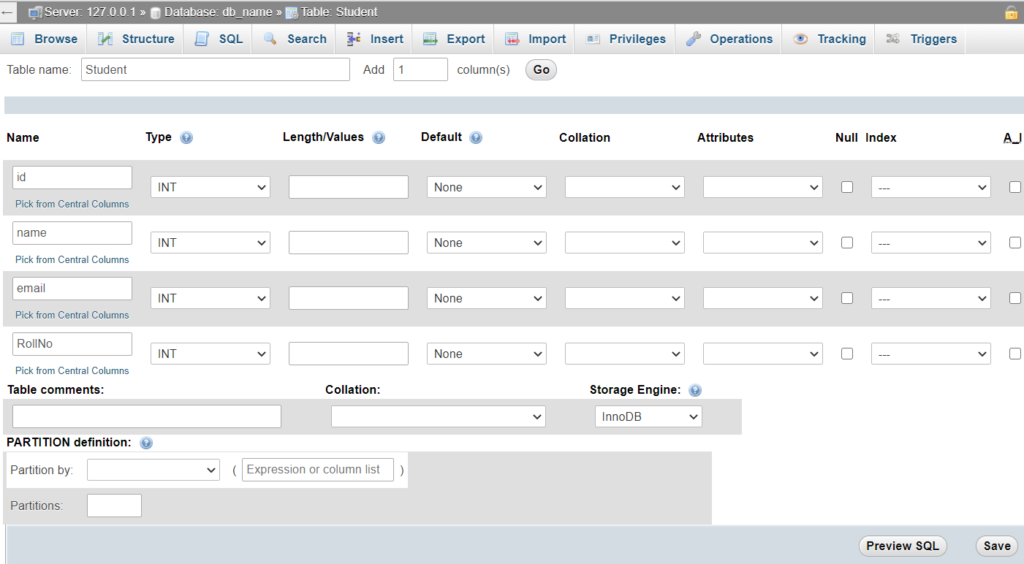 ← Server: 127.0.0.1 » Database: db_name » Table: Student
Browse Structure SQL Search Insert Export Import Privileges Operations Tracking Triggers
Table name: Student Add 1 column(s) Go
Name Type Length/Values Default Collation Attributes Null Index A_I
id INT None ---
Pick from Central Columns
name INT None ---
Pick from Central Columns
email INT None ---
Pick from Central Columns
RollNo INT None ---
Pick from Central Columns
Table comments: Collation: Storage Engine:
InnoDB
PARTITION definition:
Partition by: ( Expression or column list )
Partitions:
Preview SQL Save